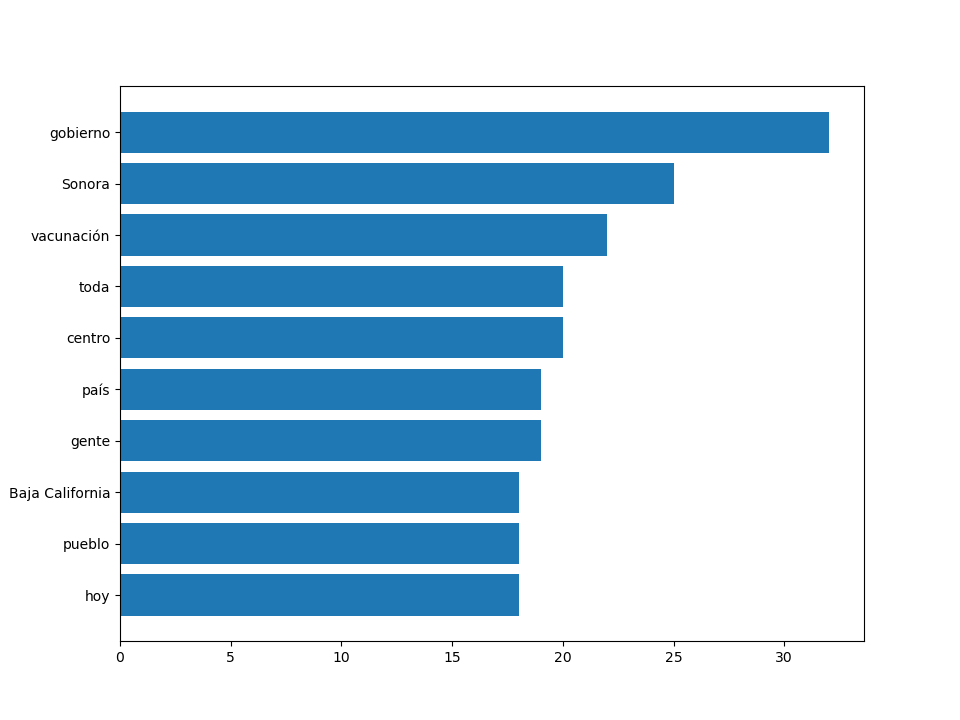 gobierno
Sonora
vacunación
toda
centro
país
gente
Baja California
pueblo
hoy
0 5 10 15 20 25 30